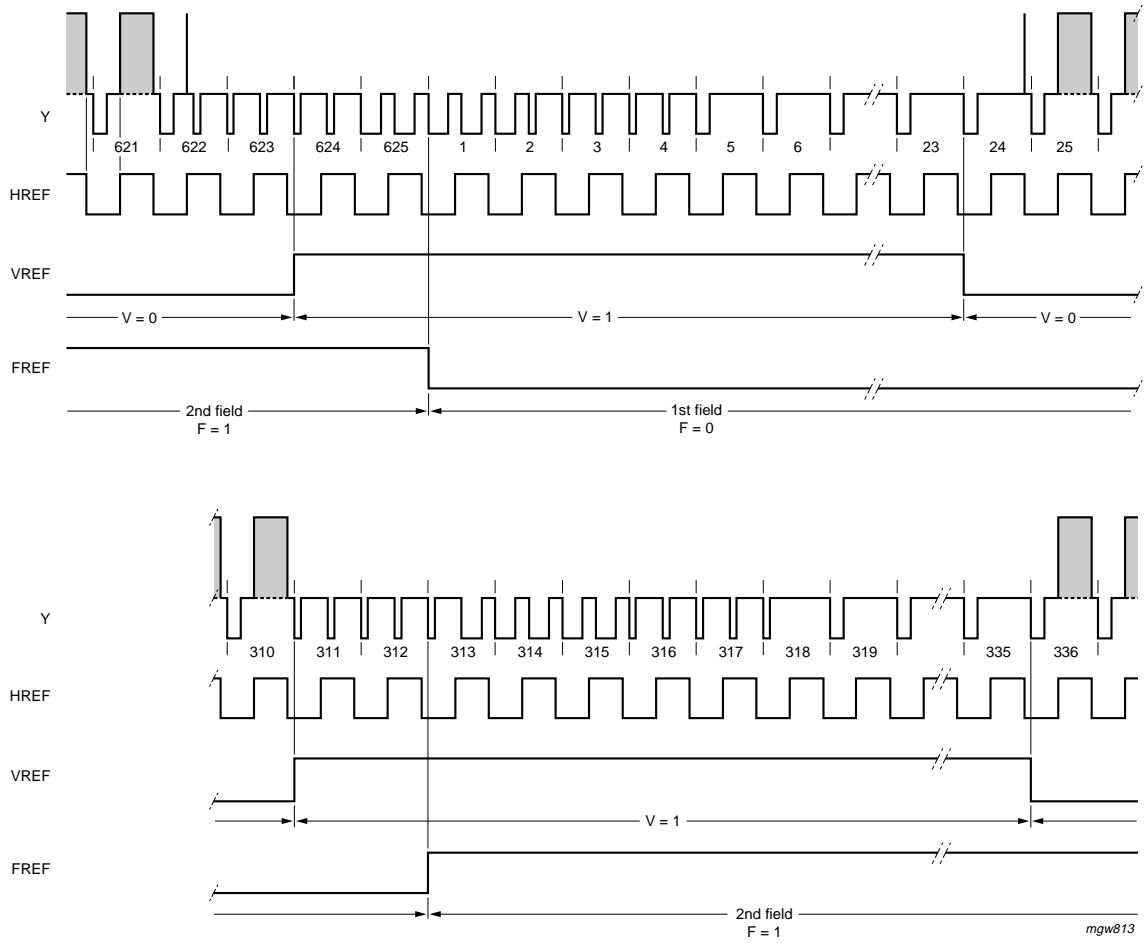 Y
621 622 623 624 625 1 2 3 4 5 6 23 24 25
HREF
VREF
V = 0 V = 1 V = 0
FREF
2nd field 1st field
F = 1 F = 0
Y
310 311 312 313 314 315 316 317 318 319 335 336
HREF
VREF
V = 1
FREF
2nd field
F = 1
mgw813